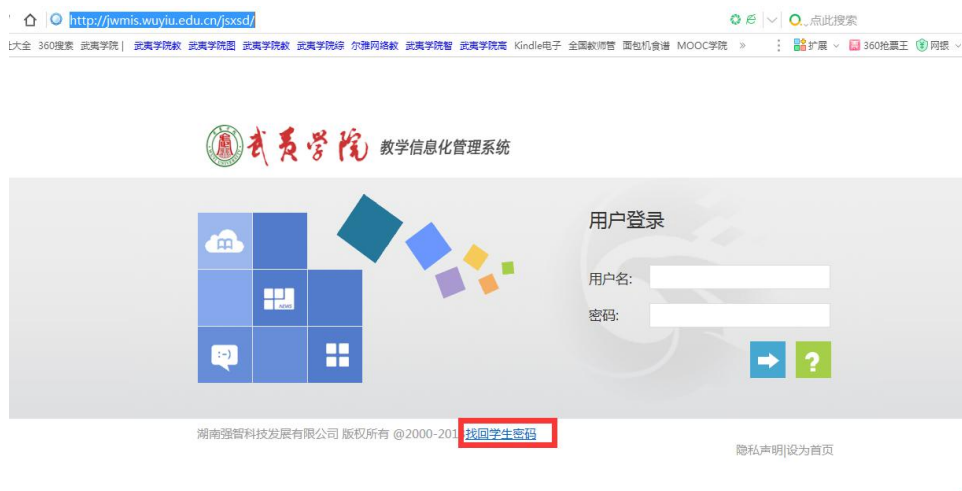 http://jwmis.wuyiu.edu.cn/jsxsd/ 点此搜索
大全 360搜索 武夷学院| 武夷学院教 武夷学院图 武夷学院教 武夷学院综 尔雅网络教 武夷学院智 武夷学院高 Kindle电子 全国教师管 面包机食谱 MOOC学院 » 扩展 360抢票王 网银
武夷学院 教学信息化管理系统
用户登录
用户名:
NEWS
密码:
:-) ?
湖南强智科技发展有限公司 版权所有 @2000-201 找回学生密码
隐私声明|设为首页